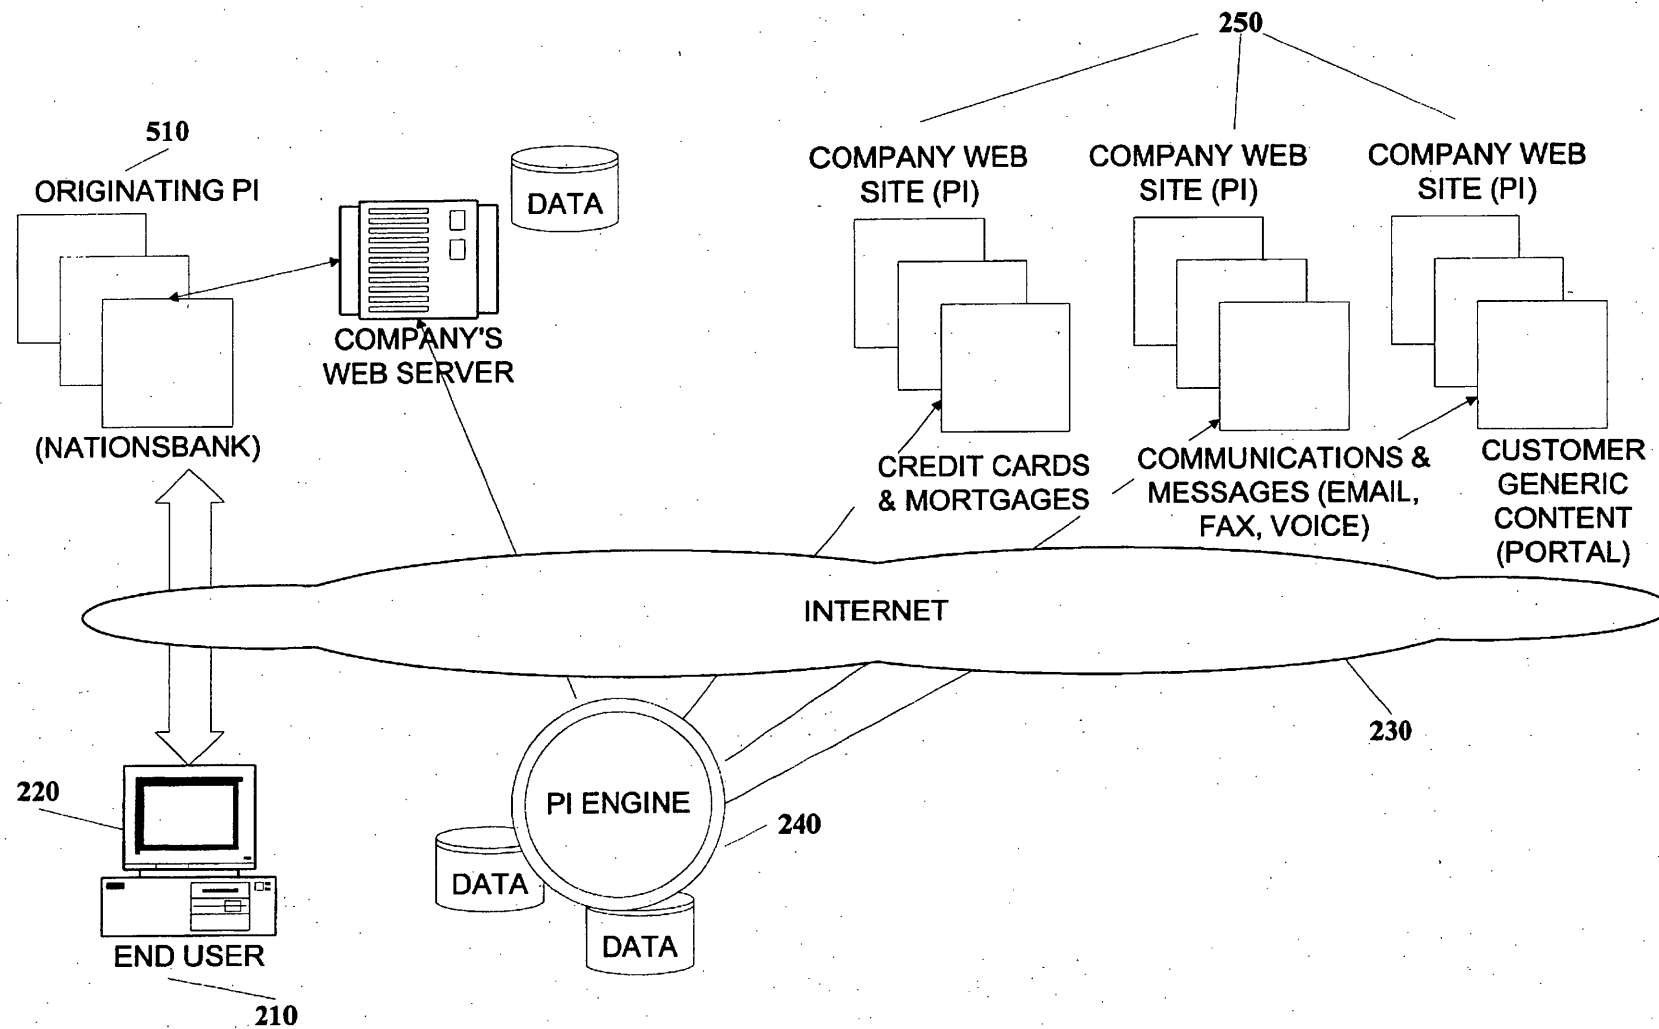 250
510
ORIGINATING PI
DATA
COMPANY WEB
SITE (PI)
COMPANY WEB
SITE (PI)
COMPANY WEB
SITE (PI)
COMPANY'S
WEB SERVER
(NATIONSBANK)
CREDIT CARDS
& MORTGAGES
COMMUNICATIONS &
MESSAGES (EMAIL,
FAX, VOICE)
CUSTOMER
GENERIC
CONTENT
(PORTAL)
INTERNET
230
220
PI ENGINE
240
DATA
DATA
END USER
210